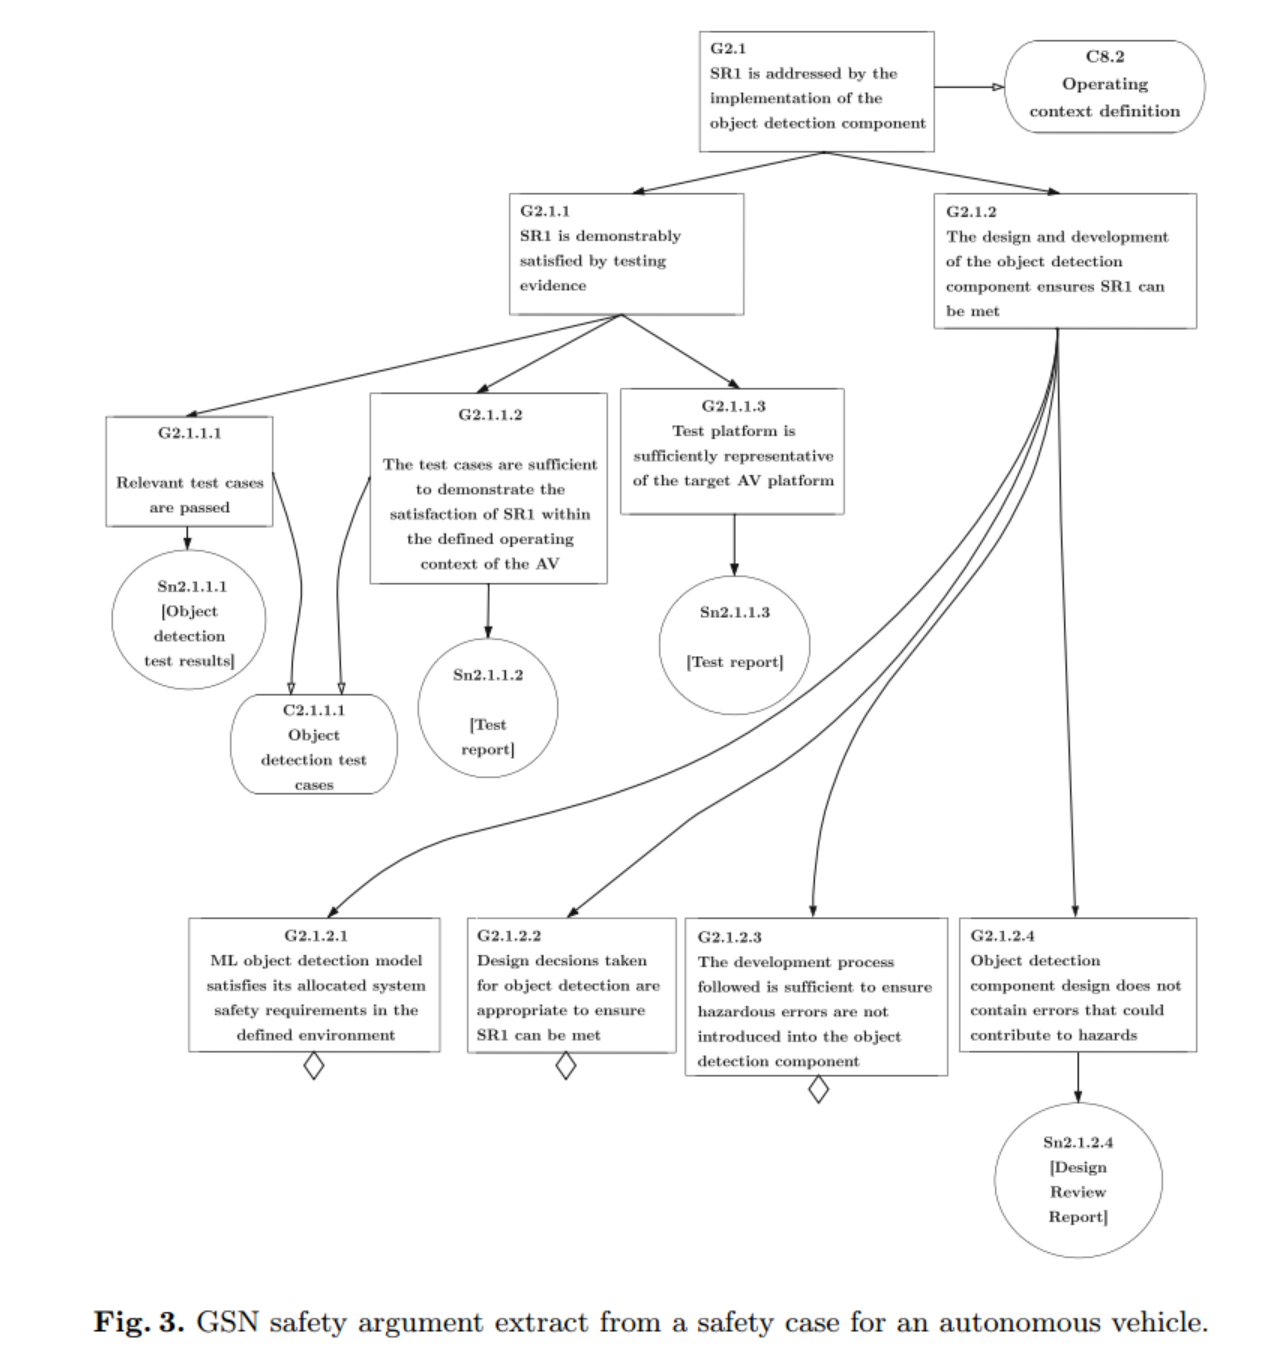 G2.1
SR1 is addressed by the
implementation of the
object detection component
C8.2
Operating
context definition
G2.1.1
SR1 is demonstrably
satisfied by testing
evidence
G2.1.2
The design and development
of the object detection
component ensures SR1 can
be met
G2.1.1.1
Relevant test cases
are passed
G2.1.1.2
The test cases are sufficient
to demonstrate the
satisfaction of SR1 within
the defined operating
context of the AV
G2.1.1.3
Test platform is
sufficiently representative
of the target AV platform
Sn2.1.1.1
[Object
detection
test results]
Sn2.1.1.2
[Test
report]
Sn2.1.1.3
[Test report]
C2.1.1.1
Object
detection test
cases
G2.1.2.1
ML object detection model
satisfies its allocated system
safety requirements in the
defined environment
G2.1.2.2
Design decsions taken
for object detection are
appropriate to ensure
SR1 can be met
G2.1.2.3
The development process
followed is sufficient to ensure
hazardous errors are not
introduced into the object
detection component
G2.1.2.4
Object detection
component design does not
contain errors that could
contribute to hazards
Sn2.1.2.4
[Design
Review
Report]
Fig. 3. GSN safety argument extract from a safety case for an autonomous vehicle.